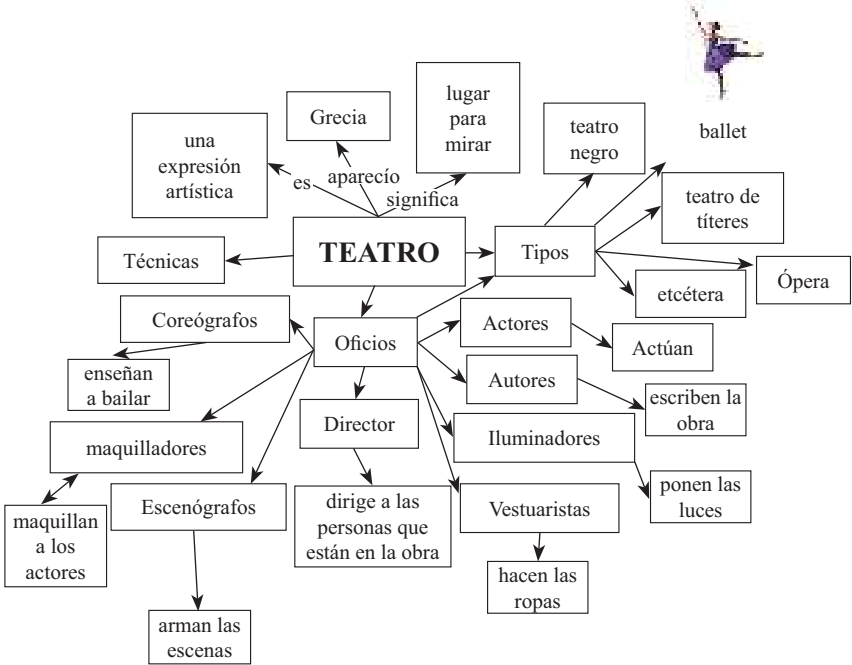 una
expresión
artística
Grecia
lugar
para
mirar
teatro
negro
ballet
es
aparecío
significa
teatro de
títeres
TEATRO
Tipos
Técnicas
Ópera
etcétera
Coreógrafos
Oficios
Actores
Actúan
enseñan
a bailar
Autores
escriben la
obra
Director
Iluminadores
maquilladores
ponen las
luces
Escenógrafos
dirige a las
personas que
están en la obra
Vestuaristas
maquillan
a los
actores
hacen las
ropas
arman las
escenas